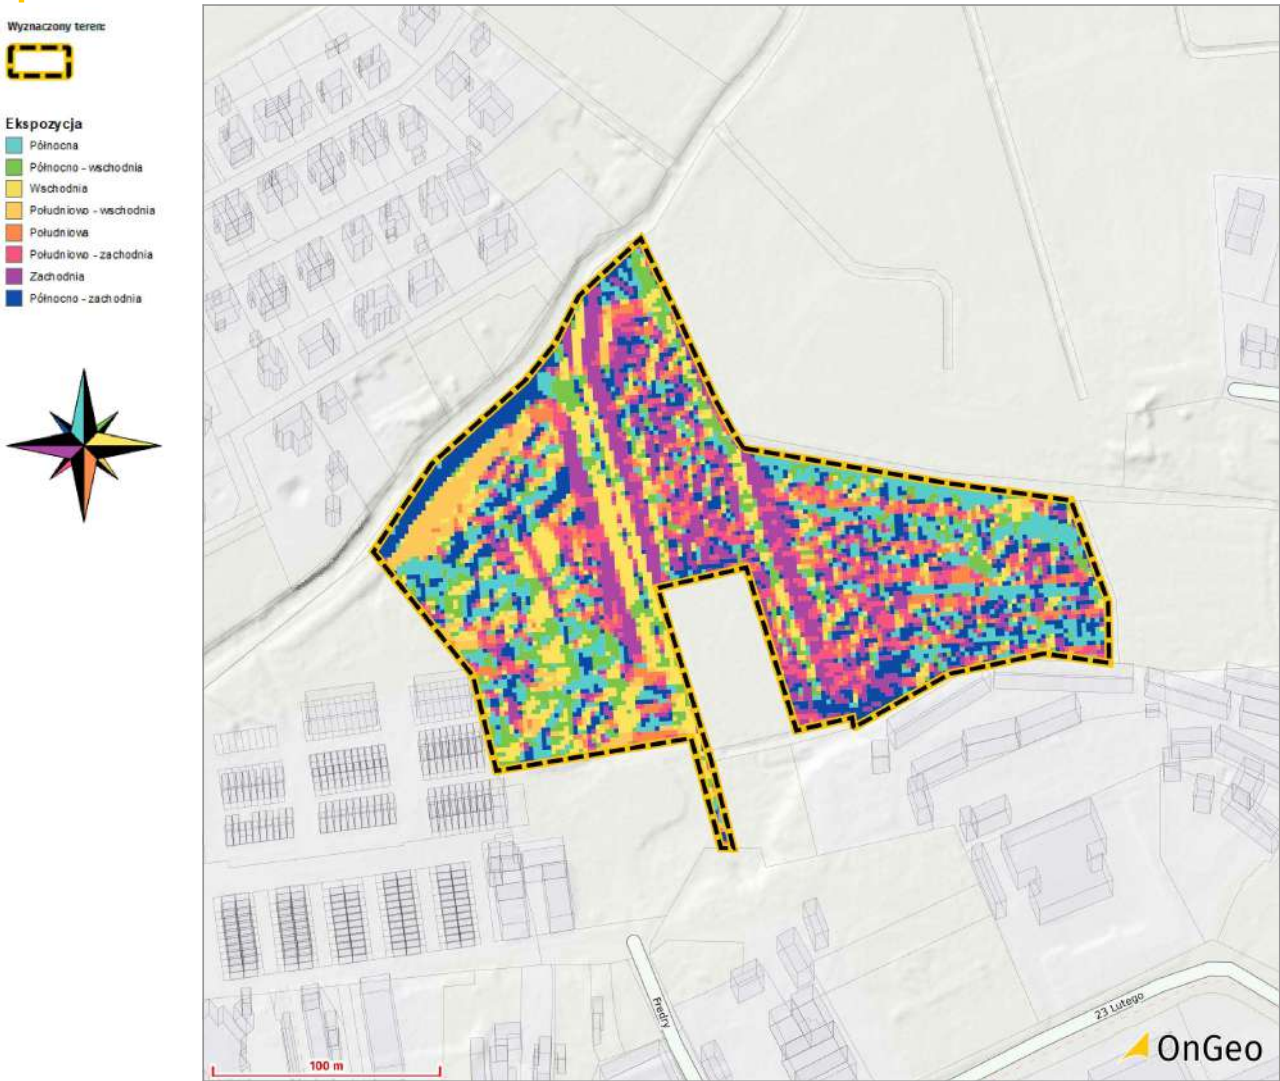 Wyznaczony teren:
Ekspozycja
Północna
Północno - wschodnia
Wschodnia
Południowo - wschodnia
Południowa
Południowo - zachodnia
Zachodnia
Północno - zachodnia
Fredry
23 Lutego
100 m
OnGeo